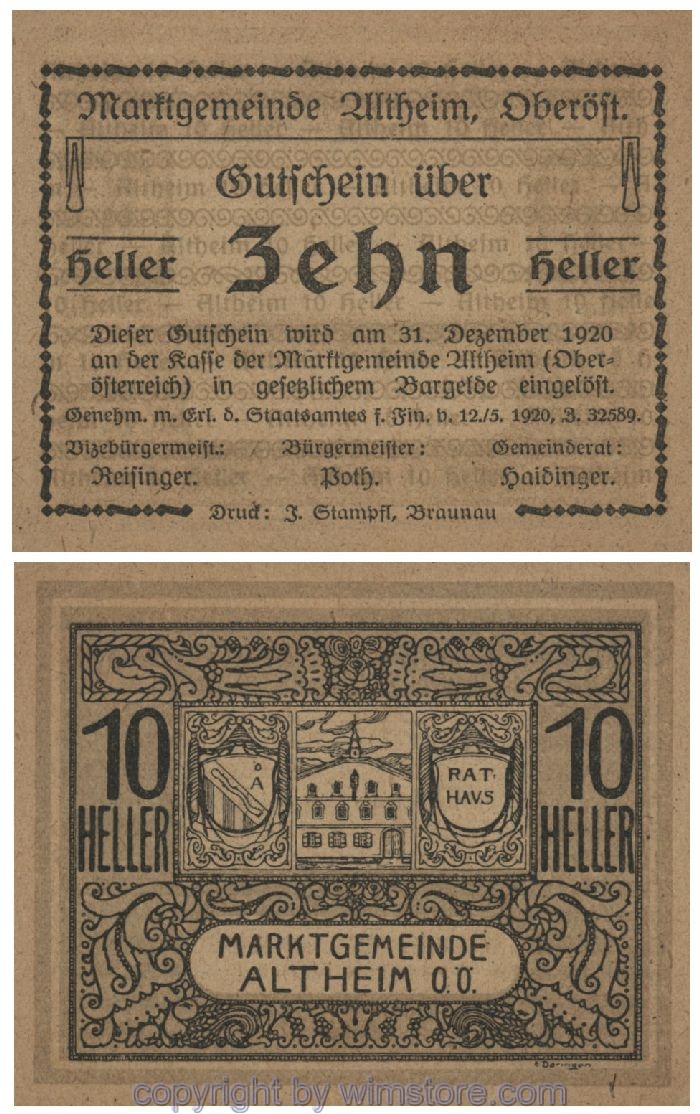 Marktgemeinde Altheim, Oberöst.
Gutschein über
Heller Zehn Heller
Dieser Gutschein wird am 31. Dezember 1920
an der Kasse der Marktgemeinde Altheim (Ober=
österreich) in gesetzlichem Bargelde eingelöst.
Genehm. m. Erl. d. Staatsamtes f. Fin. v. 12./5. 1920, Z. 32589.
Vizebürgermeist.: Bürgermeister: Gemeinderat:
Reisinger. Poth. Haidinger.
Druck: J. Stampfl, Braunau
10 HELLER
Å
RAT-
HAVS
10 HELLER
MARKTGEMEINDE
ALTHEIM O.Ö.
copyright by wimstore.com